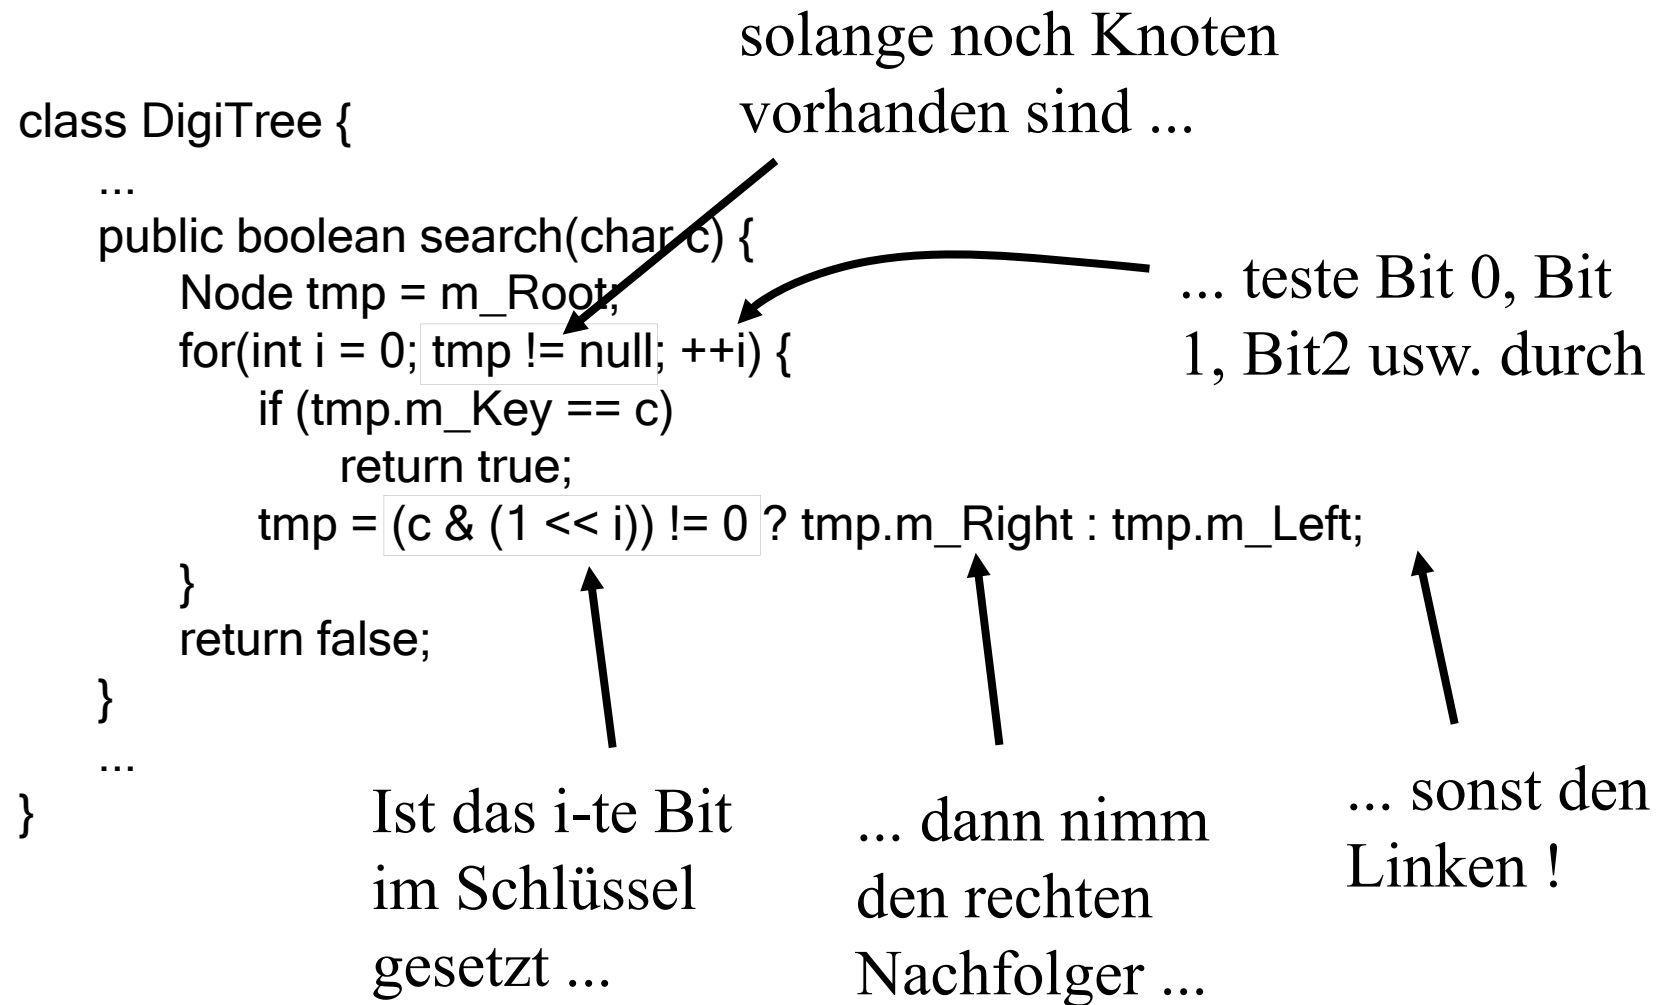 solange noch Knoten
vorhanden sind ...
class DigiTree {
...
public boolean search(char c) {
Node tmp = m_Root;
for(int i = 0; tmp != null; ++i) {
if (tmp.m_Key == c)
return true;
tmp = (c & (1 << i)) != 0 ? tmp.m_Right : tmp.m_Left;
}
return false;
}
...
}
... teste Bit 0, Bit
1, Bit2 usw. durch
Ist das i-te Bit
im Schlüssel
gesetzt ...
... dann nimm
den rechten
Nachfolger ...
... sonst den
Linken !